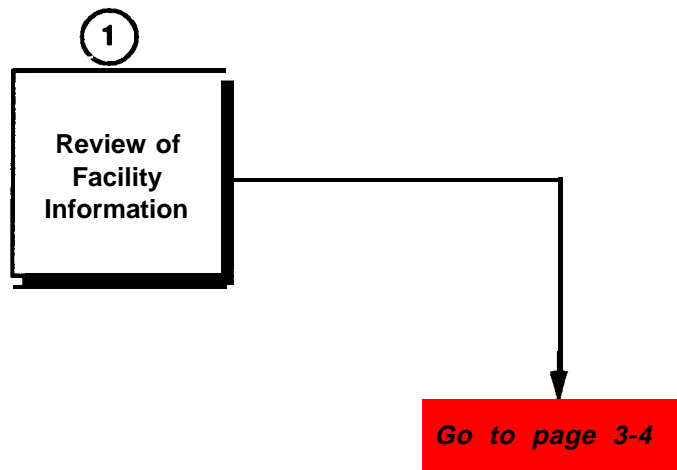 1
Review of
Facility
Information
Go to page 3-4